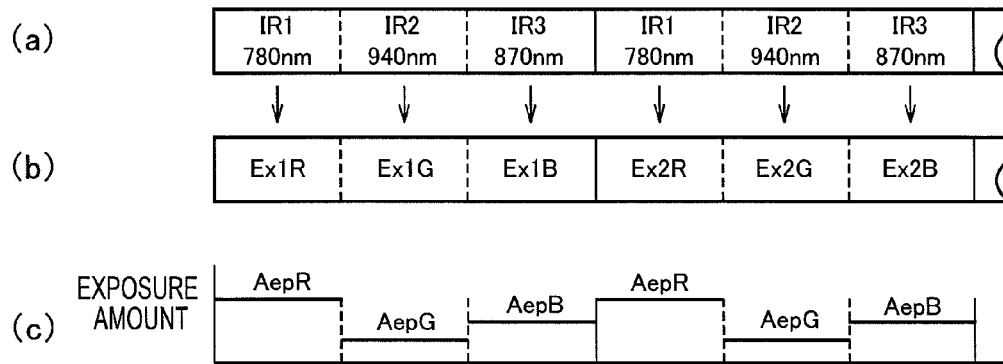 (a)
IR1 IR2 IR3 IR1 IR2 IR3
780nm 940nm 870nm 780nm 940nm 870nm
(b)
Ex1R Ex1G Ex1B Ex2R Ex2G Ex2B
(c)
EXPOSURE
AMOUNT
AepR AepG AepB AepR AepG AepB